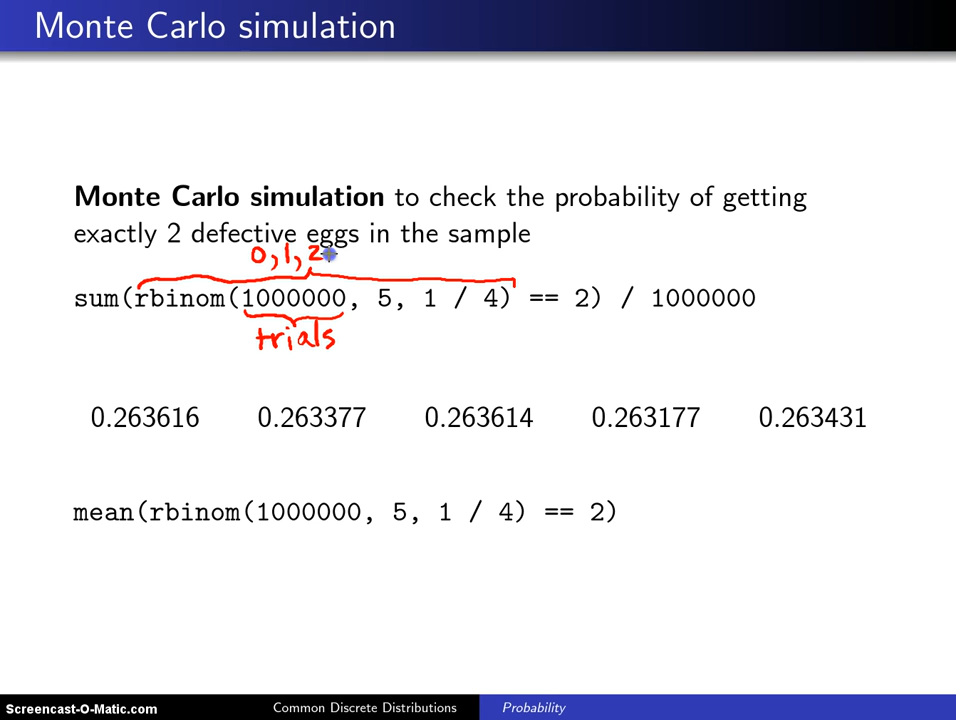 Monte Carlo simulation
Monte Carlo simulation to check the probability of getting
exactly 2 defective eggs in the sample
0, 1, 2,
sum(rbinom(1000000, 5, 1 / 4) == 2) / 1000000
trials
0.263616 0.263377 0.263614 0.263177 0.263431
mean(rbinom(1000000, 5, 1 / 4) == 2)
Screencast-O-Matic.com Common Discrete Distributions Probability